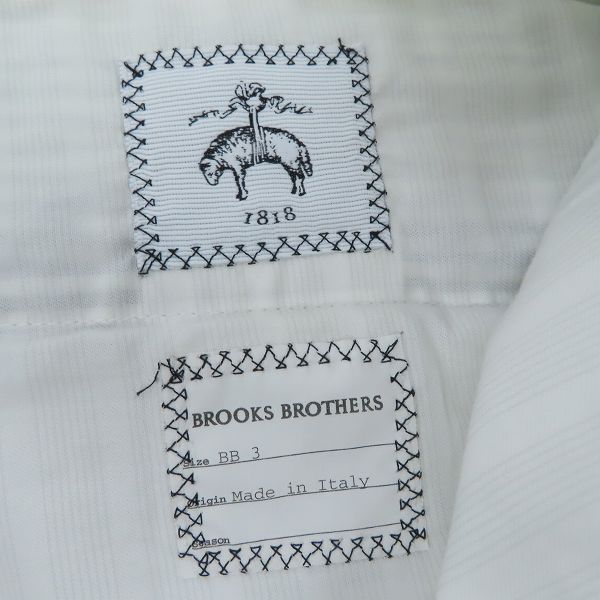 1818
BROOKS BROTHERS
Size BB 3
Origin Made in Italy
Season